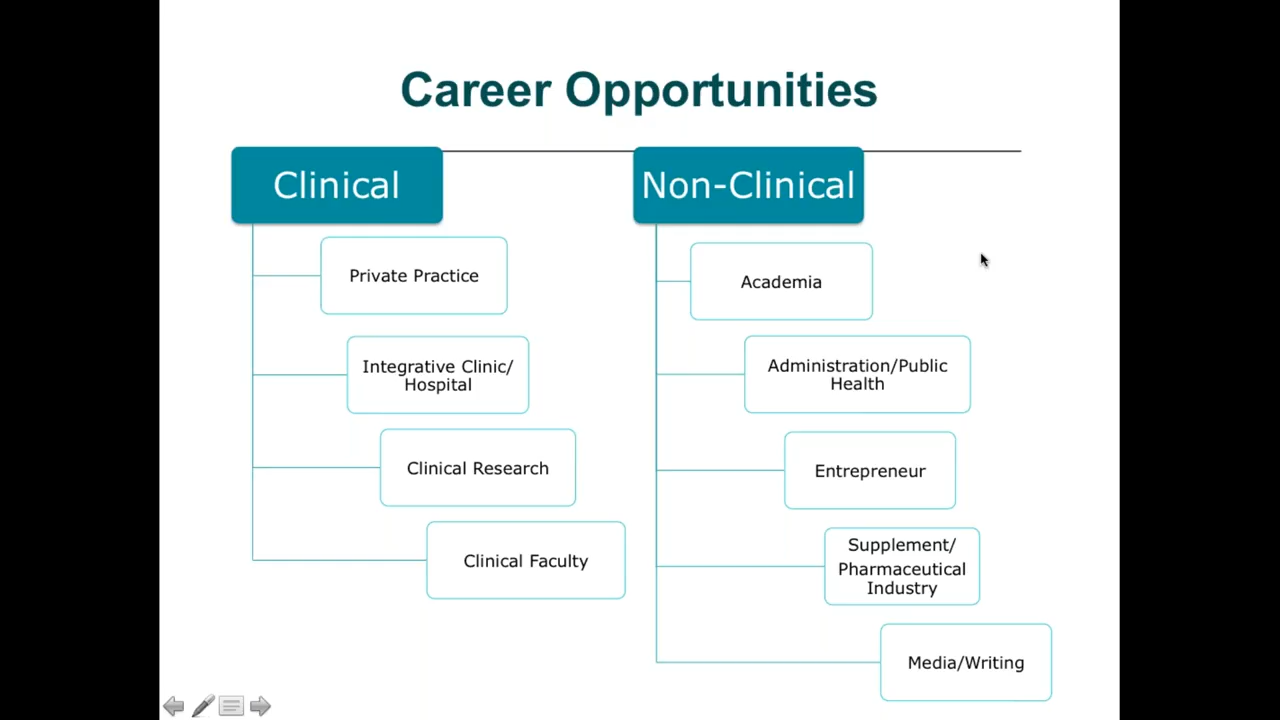 Career Opportunities
Clinical
Private Practice
Integrative Clinic/
Hospital
Clinical Research
Clinical Faculty
Non-Clinical
Academia
Administration/Public
Health
Entrepreneur
Supplement/
Pharmaceutical
Industry
Media/Writing